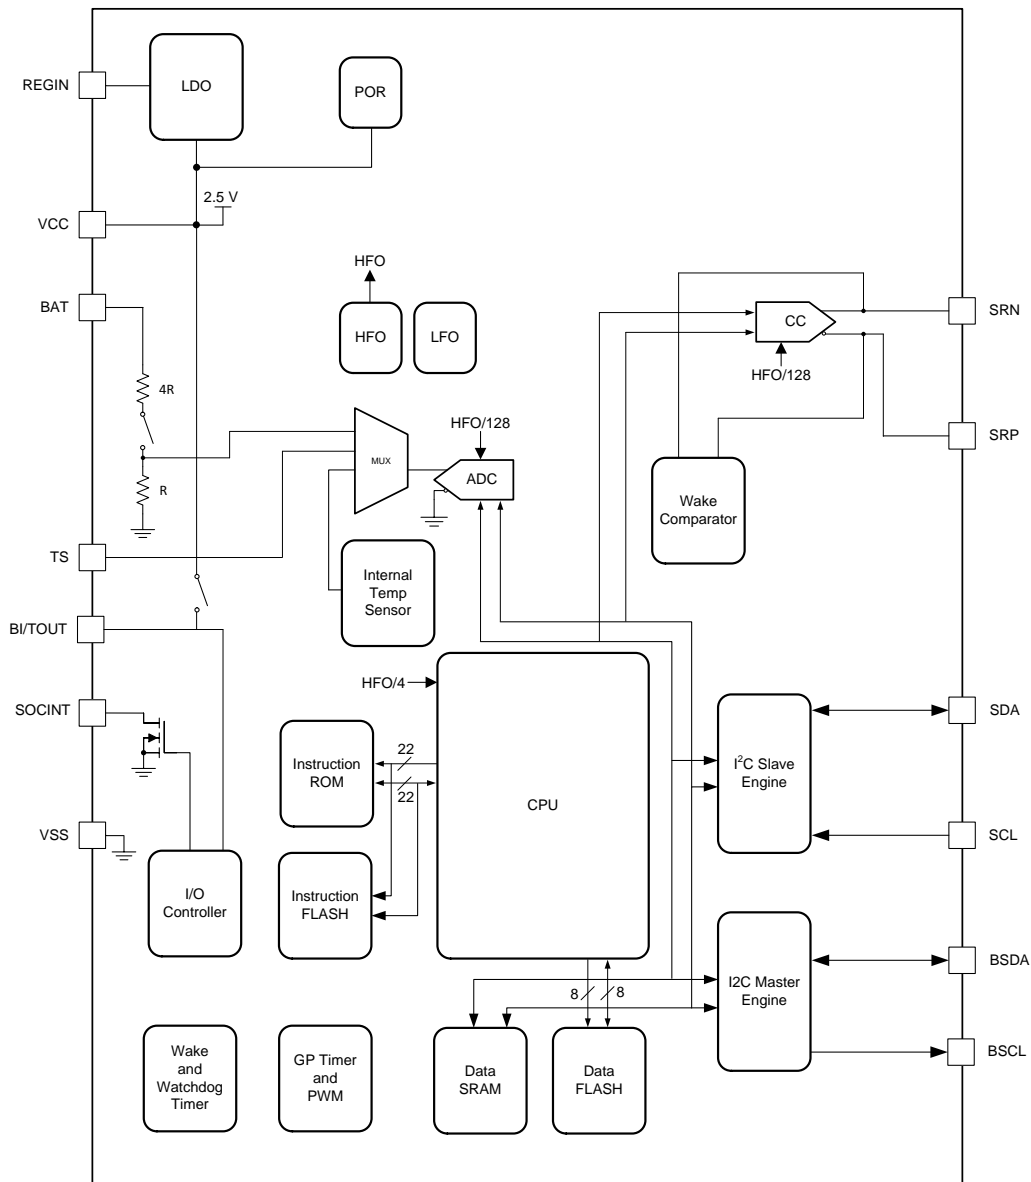 REGIN
LDO
POR
2.5 V
VCC
HFO
BAT
HFO
LFO
CC
SRN
HFO/128
4R
HFO/128
SRP
MUX
ADC
R
Wake
Comparator
TS
Internal
Temp
Sensor
BI/TOUT
HFO/4
SOCINT
SDA
22
Instruction
ROM
22
I²C Slave
Engine
CPU
VSS
SCL
I/O
Controller
Instruction
FLASH
BSDA
I2C Master
Engine
8
8
BSCL
Wake
and
Watchdog
Timer
GP Timer
and
PWM
Data
SRAM
Data
FLASH